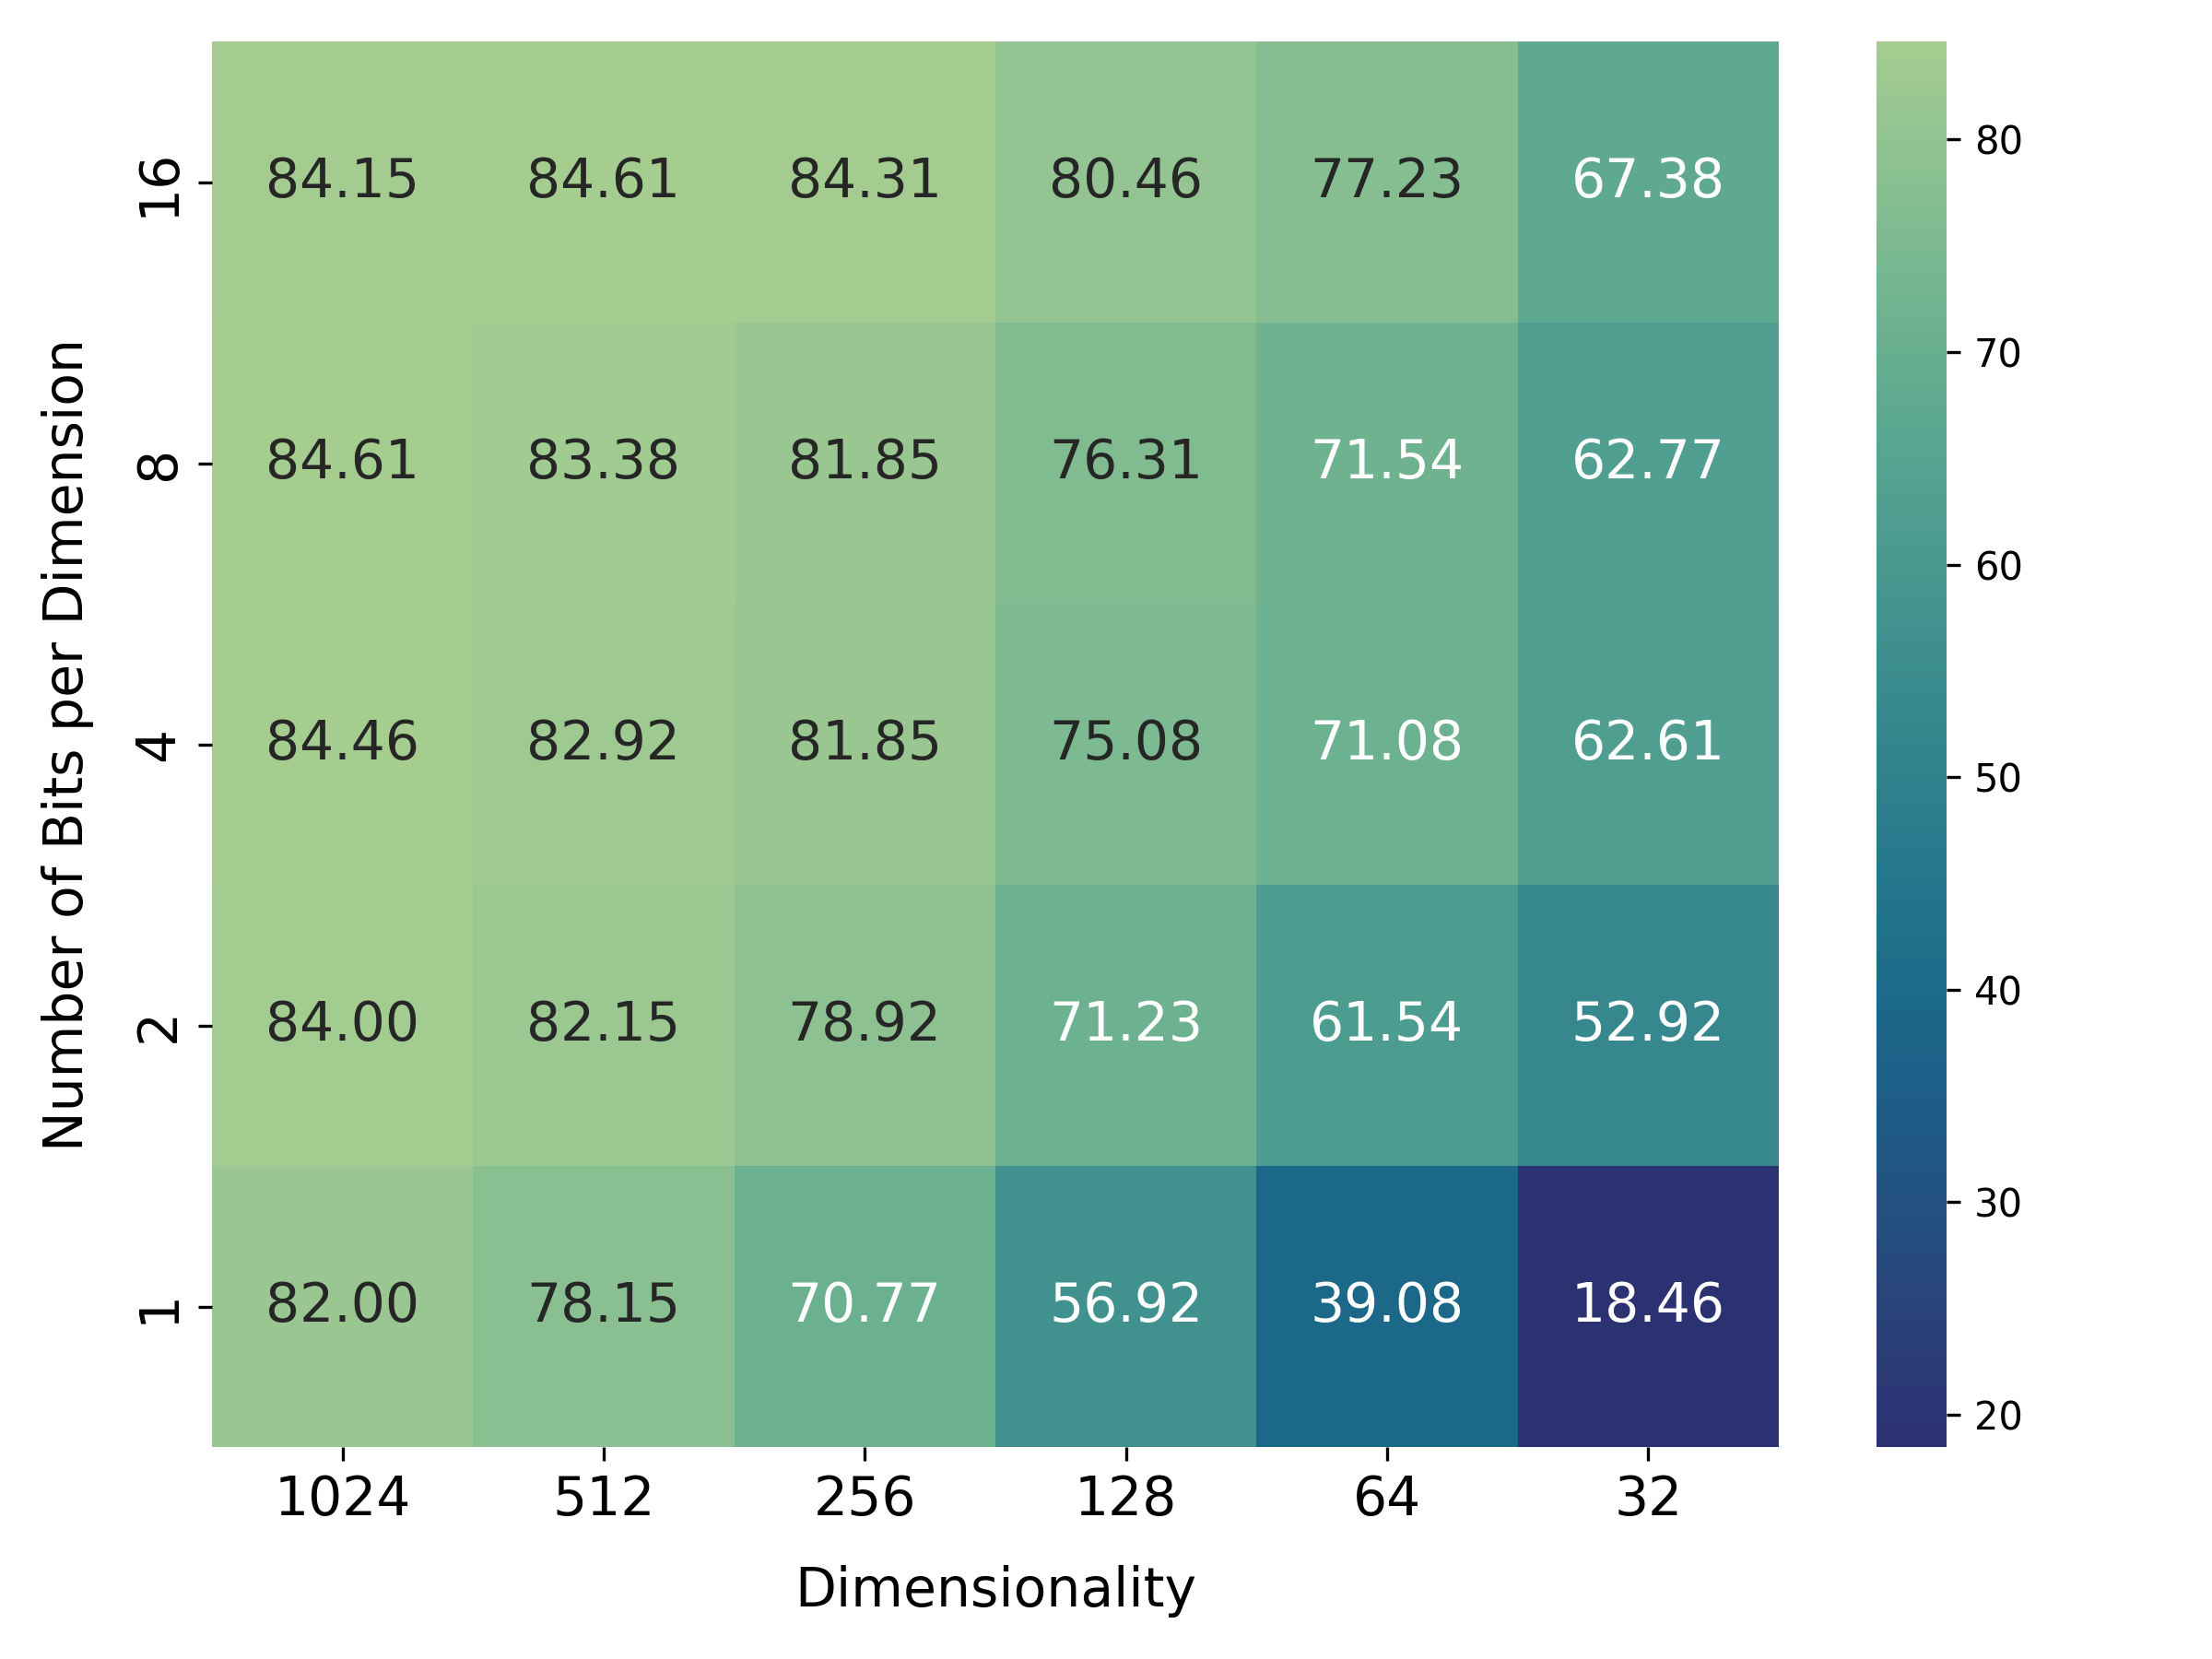 Number of Bits per Dimension
16
84.15 84.61 84.31 80.46 77.23 67.38
8
84.61 83.38 81.85 76.31 71.54 62.77
4
84.46 82.92 81.85 75.08 71.08 62.61
2
84.00 82.15 78.92 71.23 61.54 52.92
1
82.00 78.15 70.77 56.92 39.08 18.46
1024 512 256 128 64 32
Dimensionality
80
70
60
50
40
30
20